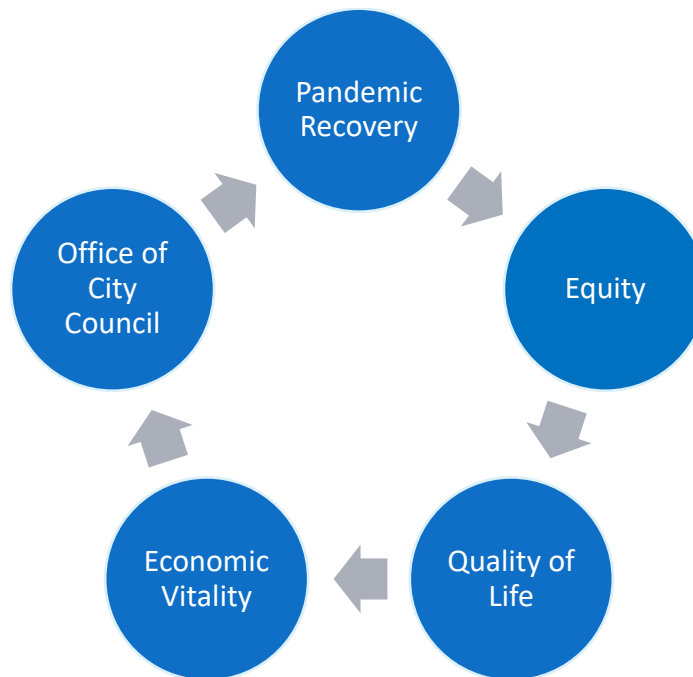 Pandemic
Recovery
Equity
Quality of
Life
Economic
Vitality
Office of
City
Council